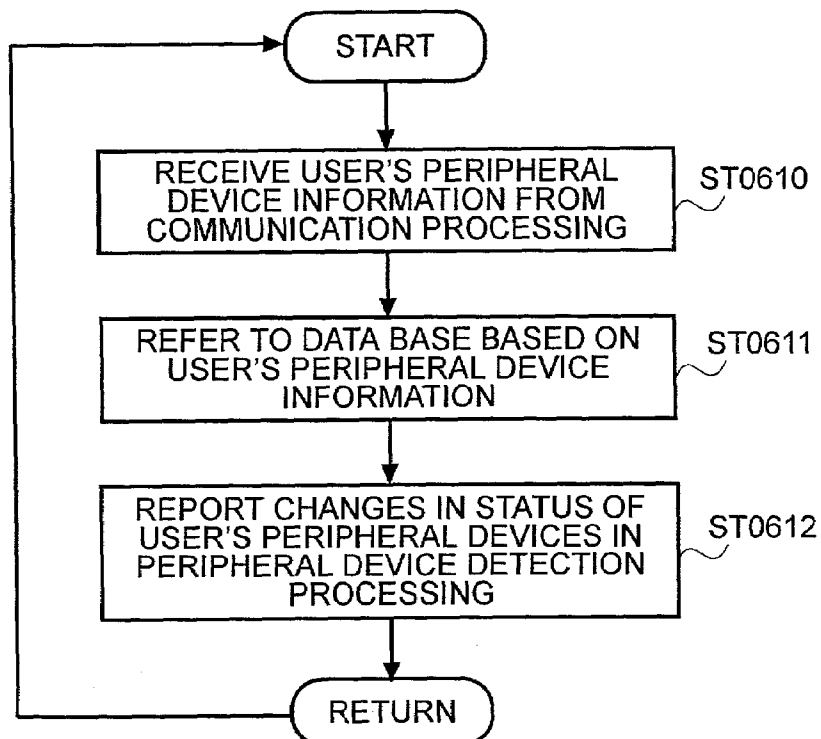 START
RECEIVE USER'S PERIPHERAL
DEVICE INFORMATION FROM
COMMUNICATION PROCESSING
ST0610
REFER TO DATA BASE BASED ON
USER'S PERIPHERAL DEVICE
INFORMATION
ST0611
REPORT CHANGES IN STATUS OF
USER'S PERIPHERAL DEVICES IN
PERIPHERAL DEVICE DETECTION
PROCESSING
ST0612
RETURN